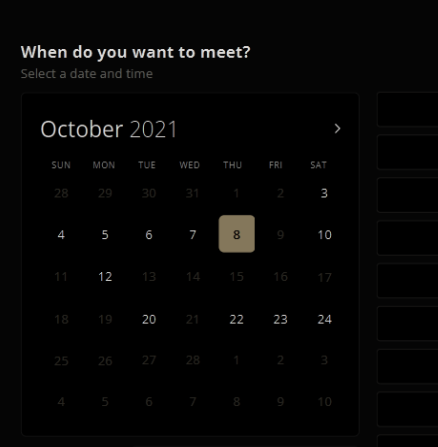 When do you want to meet?
Select a date and time
October 2021
SUN MON TUE WED THU FRI SAT
28 29 30 31 1 2 3
4 5 6 7 8 9 10
11 12 13 14 15 16 17
18 19 20 21 22 23 24
25 26 27 28 1 2 3
4 5 6 7 8 9 10